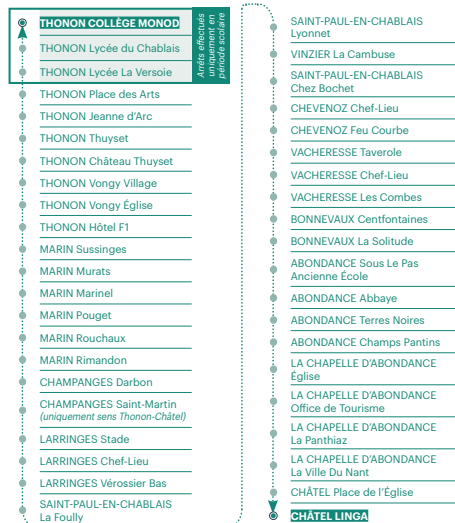 THONON COLLÈGE MONOD
THONON Lycée du Chablais
THONON Lycée La Versoie
Arrêts effectués
uniquement en
période scolaire
THONON Place des Arts
THONON Jeanne d'Arc
THONON Thuyset
THONON Château Thuyset
THONON Vongy Village
THONON Vongy Église
THONON Hôtel F1
MARIN Sussinges
MARIN Murats
MARIN Marinel
MARIN Pouget
MARIN Rouchaux
MARIN Rimandon
CHAMPANGES Darbon
CHAMPANGES Saint-Martin
(uniquement sens Thonon-Châtel)
LARRINGES Stade
LARRINGES Chef-Lieu
LARRINGES Vérossier Bas
SAINT-PAUL-EN-CHABLAIS
La Foully
SAINT-PAUL-EN-CHABLAIS
Lyonnet
VINZIER La Cambuse
SAINT-PAUL-EN-CHABLAIS
Chez Bochet
CHEVENOZ Chef-Lieu
CHEVENOZ Feu Courbe
VACHERESSE Taverole
VACHERESSE Chef-Lieu
VACHERESSE Les Combes
BONNEVAUX Centfontaines
BONNEVAUX La Solitude
ABONDANCE Sous Le Pas
Ancienne École
ABONDANCE Abbaye
ABONDANCE Terres Noires
ABONDANCE Champs Pantins
LA CHAPELLE D'ABONDANCE
Église
LA CHAPELLE D'ABONDANCE
Office de Tourisme
LA CHAPELLE D'ABONDANCE
La Panthiaz
LA CHAPELLE D'ABONDANCE
La Ville Du Nant
CHÂTEL Place de l'Église
CHÂTEL LINGA